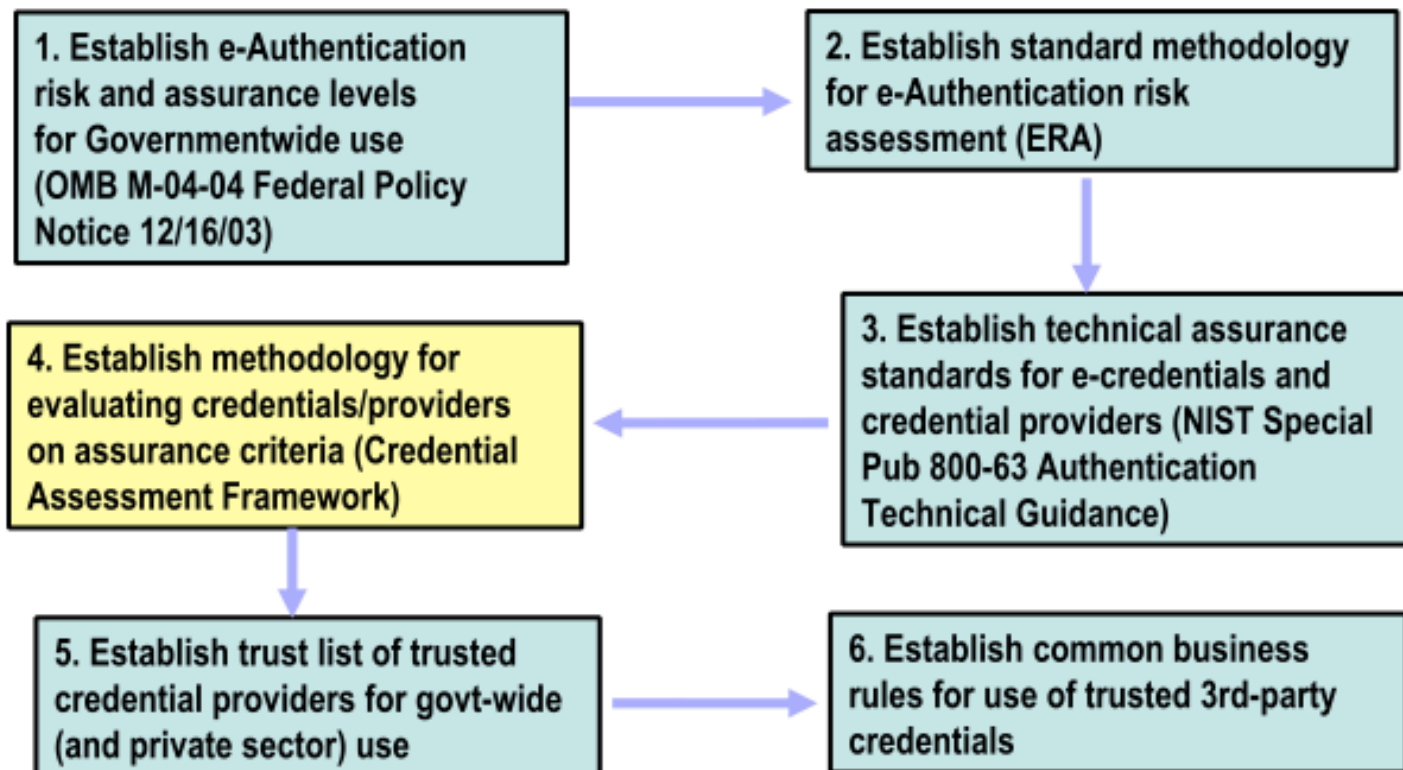 1. Establish e-Authentication
risk and assurance levels
for Governmentwide use
(OMB M-04-04 Federal Policy
Notice 12/16/03)
2. Establish standard methodology
for e-Authentication risk
assessment (ERA)
3. Establish technical assurance
standards for e-credentials and
credential providers (NIST Special
Pub 800-63 Authentication
Technical Guidance)
4. Establish methodology for
evaluating credentials/providers
on assurance criteria (Credential
Assessment Framework)
5. Establish trust list of trusted
credential providers for govt-wide
(and private sector) use
6. Establish common business
rules for use of trusted 3rd-party
credentials